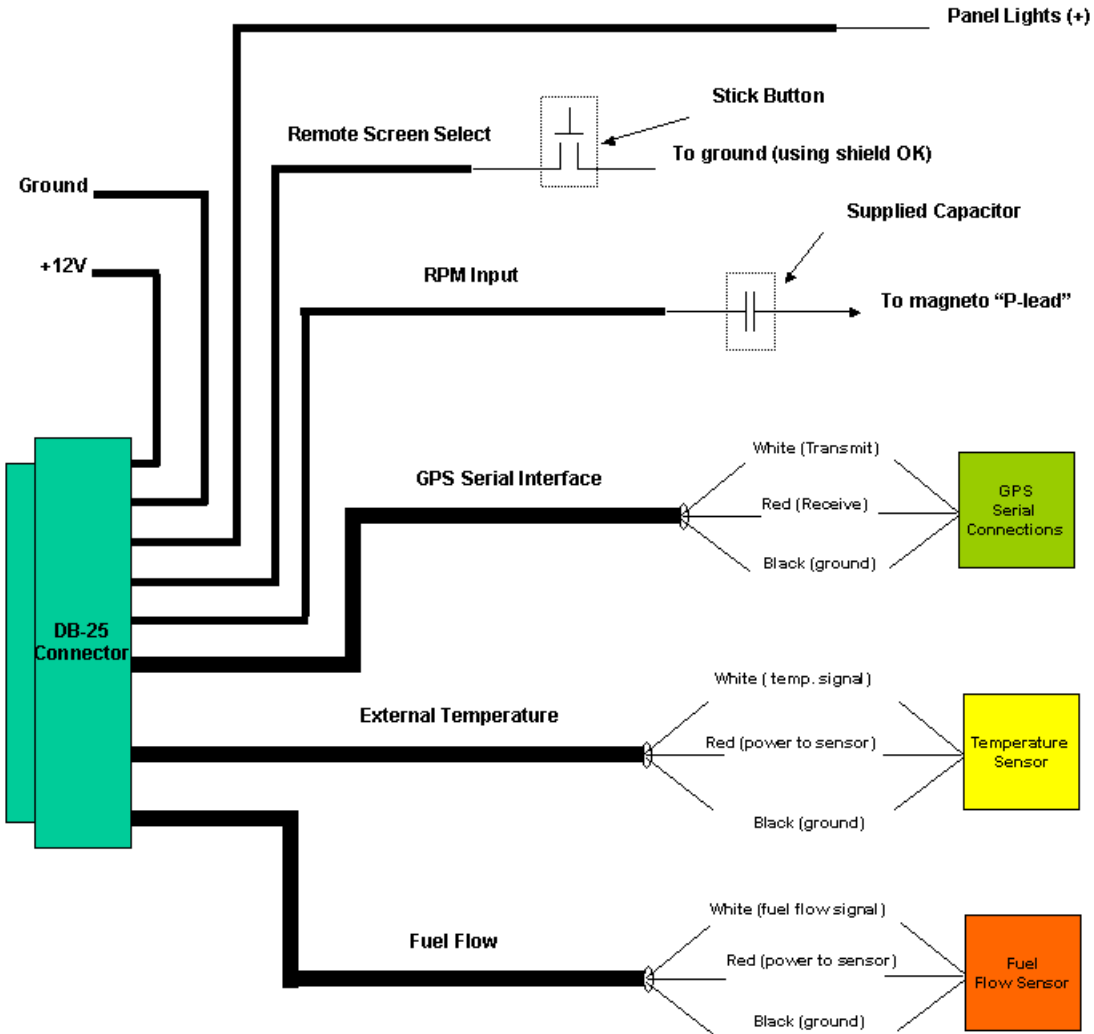 Panel Lights (+)
Stick Button
Remote Screen Select
To ground (using shield OK)
Ground
Supplied Capacitor
+12V
RPM Input
To magneto “P-lead”
White (Transmit)
GPS Serial Interface
Red (Receive)
GPS
Serial
Connections
Black (ground)
DB-25
Connector
White ( temp. signal)
External Temperature
Red (power to sensor)
Temperature
Sensor
Black (ground)
White (fuel flow signal)
Fuel Flow
Red (power to sensor)
Fuel
Flow Sensor
Black (ground)